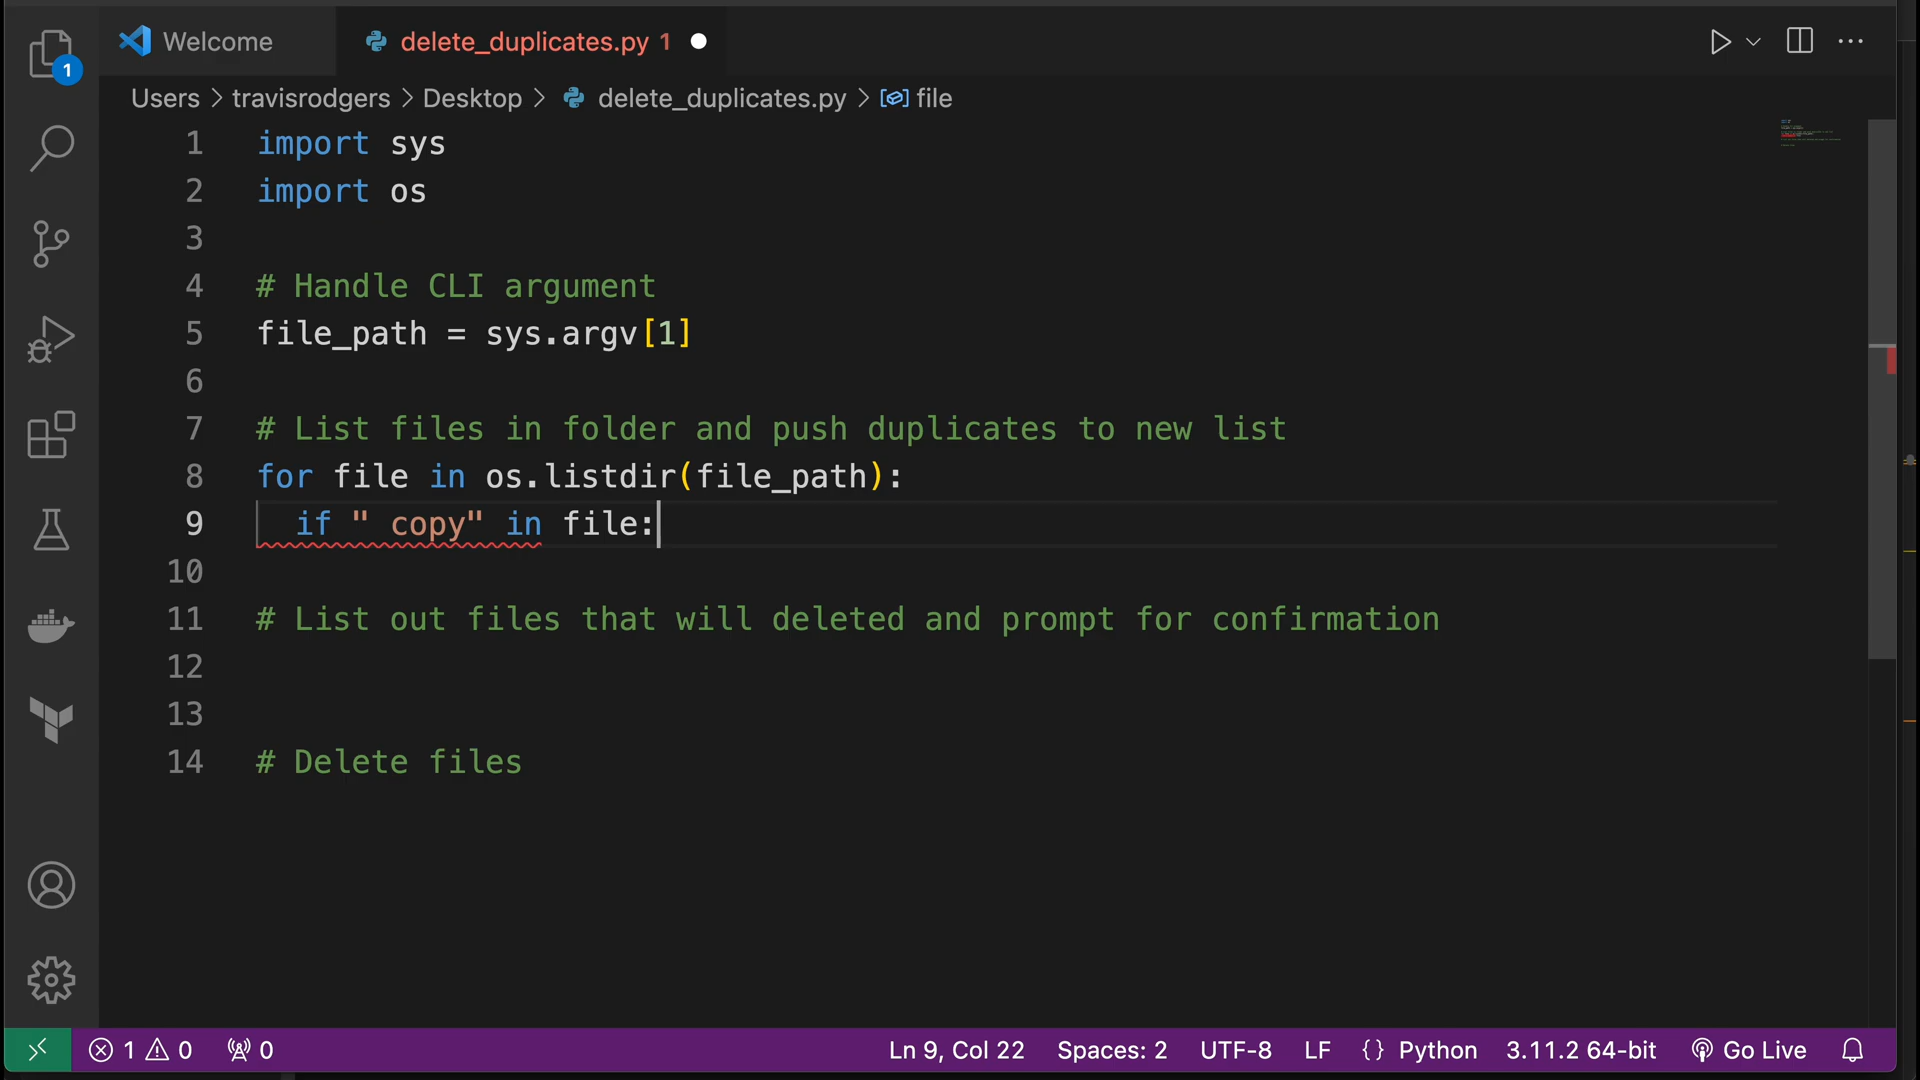 Welcome
delete_duplicates.py 1
Users > travisrodgers > Desktop > delete_duplicates.py > file
1 import sys
2 import os
3
4 # Handle CLI argument
5 file_path = sys.argv[1]
6
7 # List files in folder and push duplicates to new list
8 for file in os.listdir(file_path):
9 if " copy" in file:
10
11 # List out files that will deleted and prompt for confirmation
12
13
14 # Delete files
1
1 0 0 Ln 9, Col 22 Spaces: 2 UTF-8 LF {} Python 3.11.2 64-bit Go Live